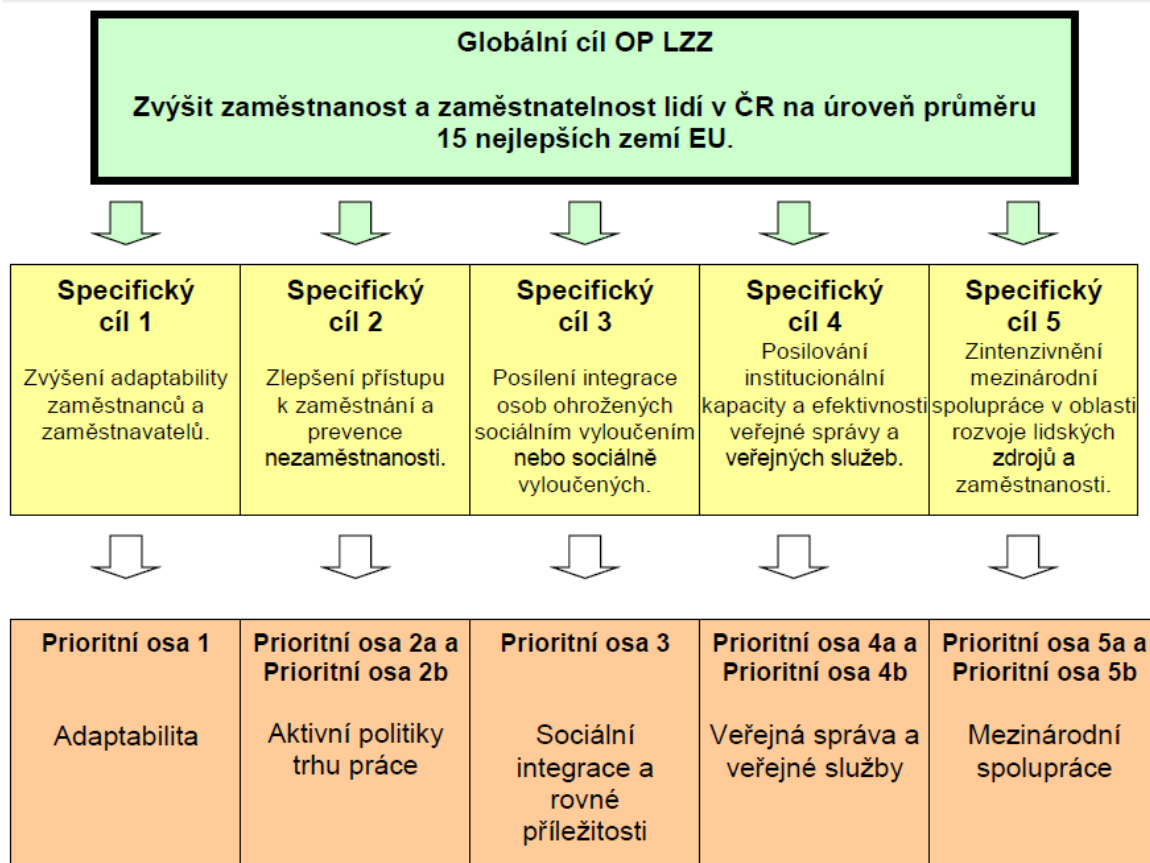 Globální cíl OP LZZ
Zvýšit zaměstnanost a zaměstnatelnost lidí v ČR na úroveň průměru
15 nejlepších zemí EU.
Specifický
cíl 1
Zvýšení adaptability
zaměstnanců a
zaměstnavatelů.
Specifický
cíl 2
Zlepšení přístupu
k zaměstnání a
prevence
nezaměstnanosti.
Specifický
cíl 3
Posílení integrace
osob ohrožených
sociálním vyloučením
nebo sociálně
vyloučených.
Specifický
cíl 4
Posilování
institucionální
kapacity a efektivnosti
veřejné správy a
veřejných služeb.
Specifický
cíl 5
Zintenzivnění
mezinárodní
spolupráce v oblasti
rozvoje lidských
zdrojů a
zaměstnanosti.
Prioritní osa 1
Adaptabilita
Prioritní osa 2a a
Prioritní osa 2b
Aktivní politiky
trhu práce
Prioritní osa 3
Sociální
integrace a
rovné
příležitosti
Prioritní osa 4a a
Prioritní osa 4b
Veřejná správa a
veřejné služby
Prioritní osa 5a a
Prioritní osa 5b
Mezinárodní
spolupráce